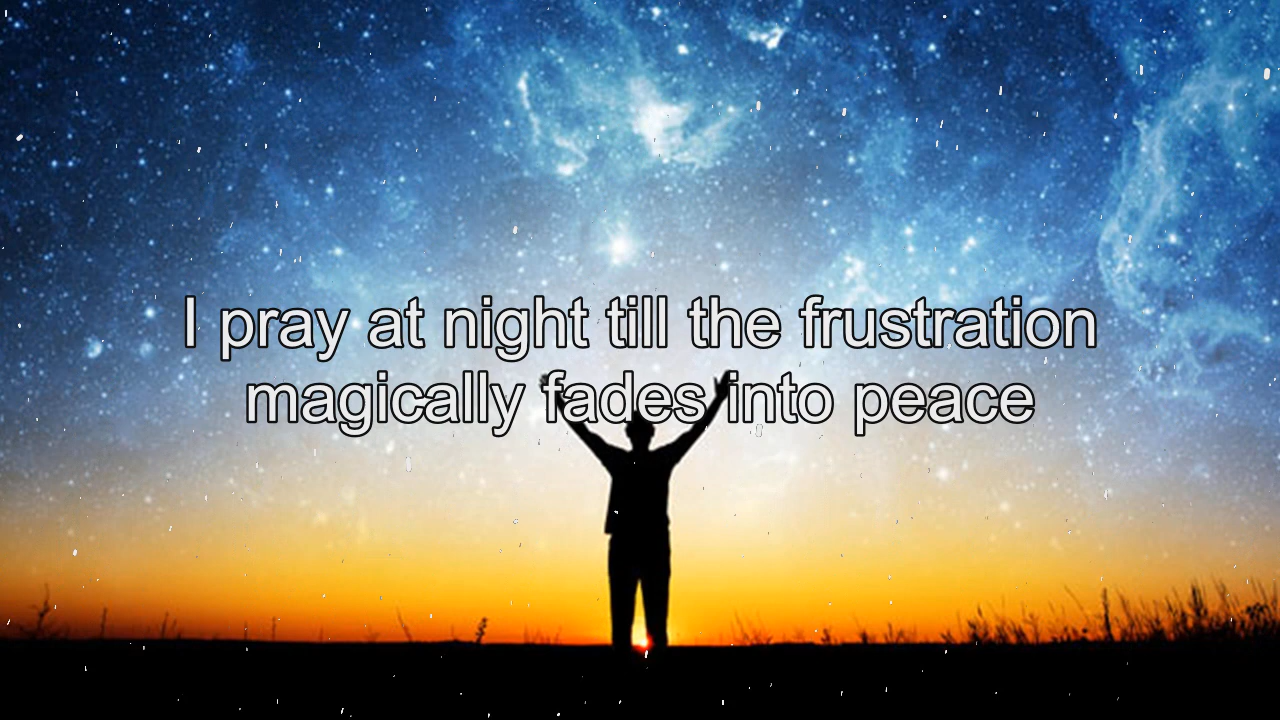 I pray at night till the frustration
magically fades into peace